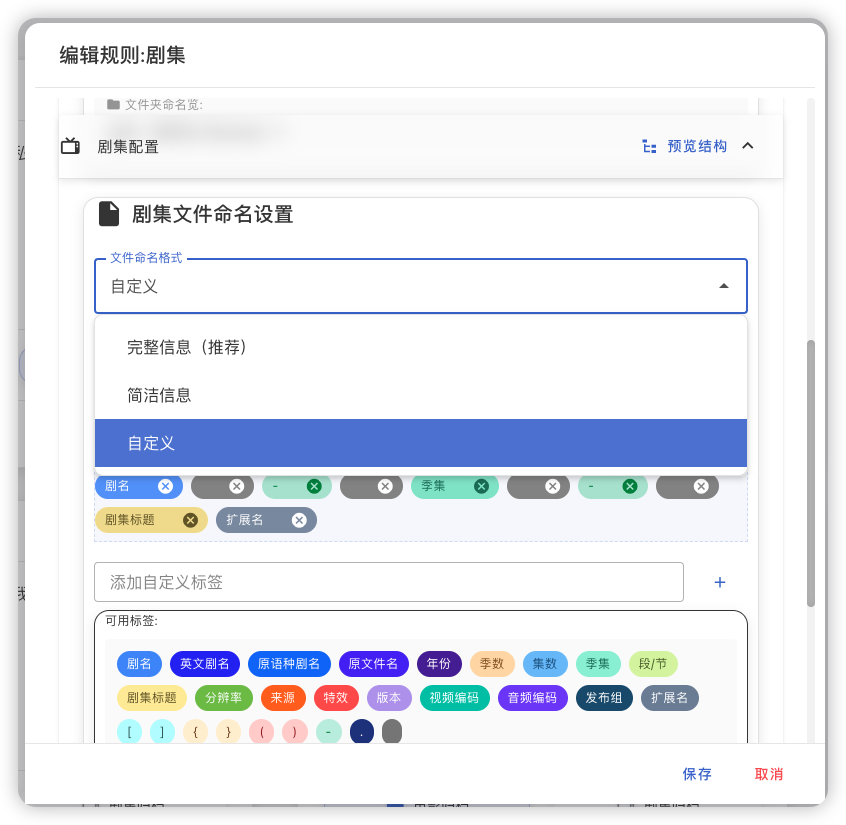 编辑规则:剧集
文件夹命名览:
剧集配置 预览结构
剧集文件命名设置
文件命名格式
自定义
完整信息（推荐）
简洁信息
自定义
剧名 - 季集 -
剧集标题 扩展名
添加自定义标签 +
可用标签:
剧名 英文剧名 原语种剧名 原文件名 年份 季数 集数 季集 段/节
剧集标题 分辨率 来源 特效 版本 视频编码 音频编码 发布组 扩展名
[ ] { } ( ) - .
保存 取消